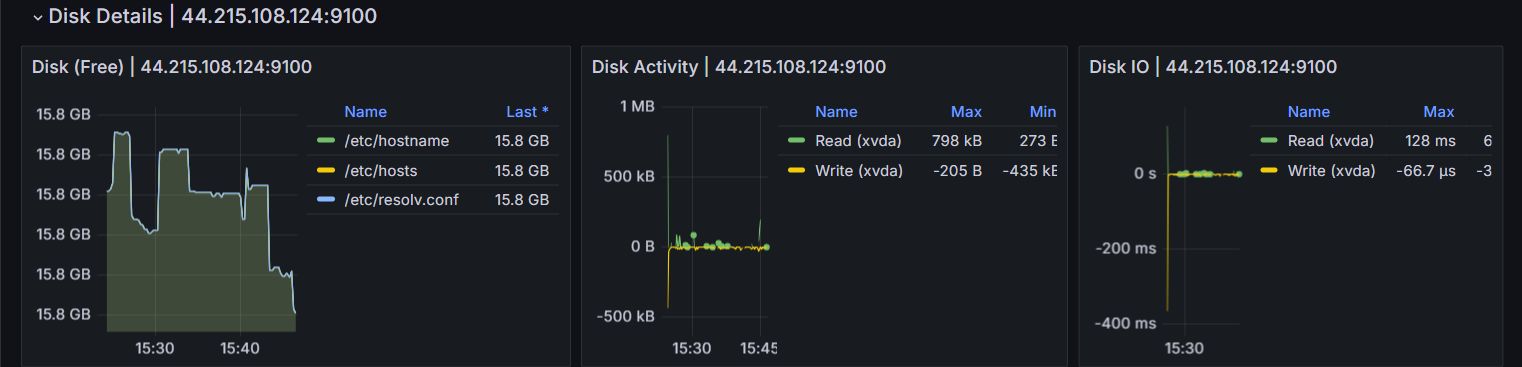 Disk Details | 44.215.108.124:9100
Disk (Free) | 44.215.108.124:9100
15.8 GB
15.8 GB
15.8 GB
15.8 GB
15.8 GB
15.8 GB
15:30 15:40
Name Last *
/etc/hostname 15.8 GB
/etc/hosts 15.8 GB
/etc/resolv.conf 15.8 GB
Disk Activity | 44.215.108.124:9100
1 MB
500 kB
0 B
-500 kB
15:30 15:45
Name Max Min
Read (xvda) 798 kB 273
Write (xvda) -205 B -435
Disk IO | 44.215.108.124:9100
0 s
-200 ms
-400 ms
15:30
Name Max
Read (xvda) 128 ms 6
Write (xvda) -66.7 µs -3